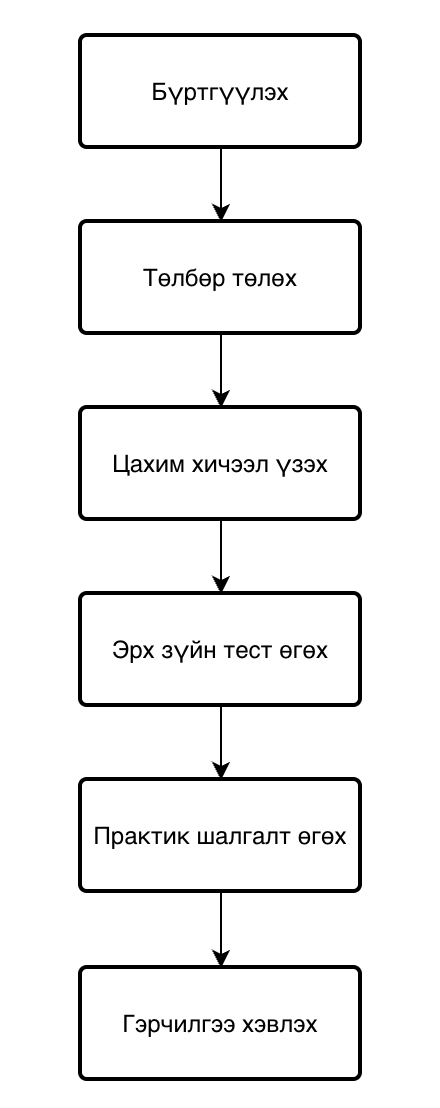 Бүртгүүлэх
Төлбөр төлөх
Цахим хичээл үзэх
Эрх зүйн тест өгөх
Практик шалгалт өгөх
Гэрчилгээ хэвлэх